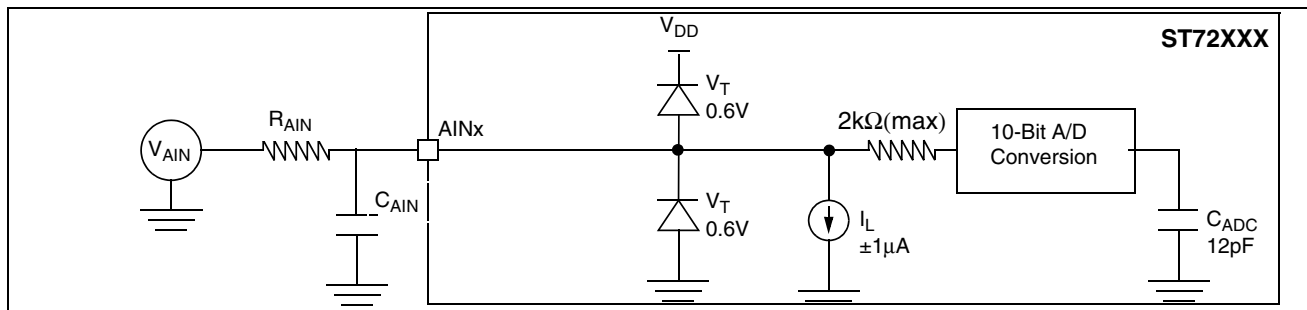 V_DD
ST72XXX
V_T
0.6V
R_AIN
AINx
2kΩ(max)
10-Bit A/D
Conversion
V_AIN
C_AIN
V_T
0.6V
I_L
±1μA
C_ADC
12pF